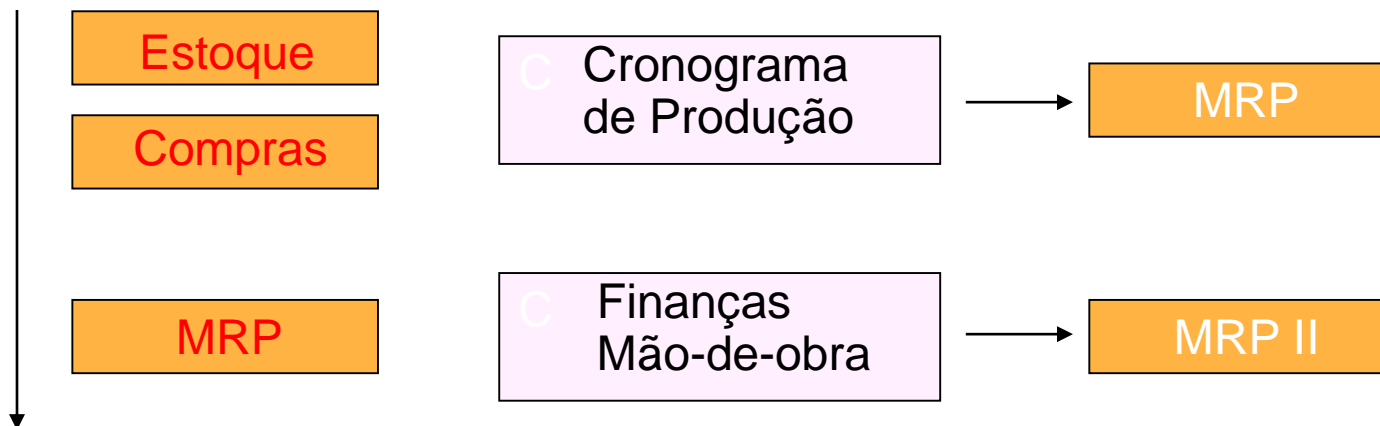 Estoque
Compras
C Cronograma
de Produção
MRP
MRP
C Finanças
Mão-de-obra
MRP II